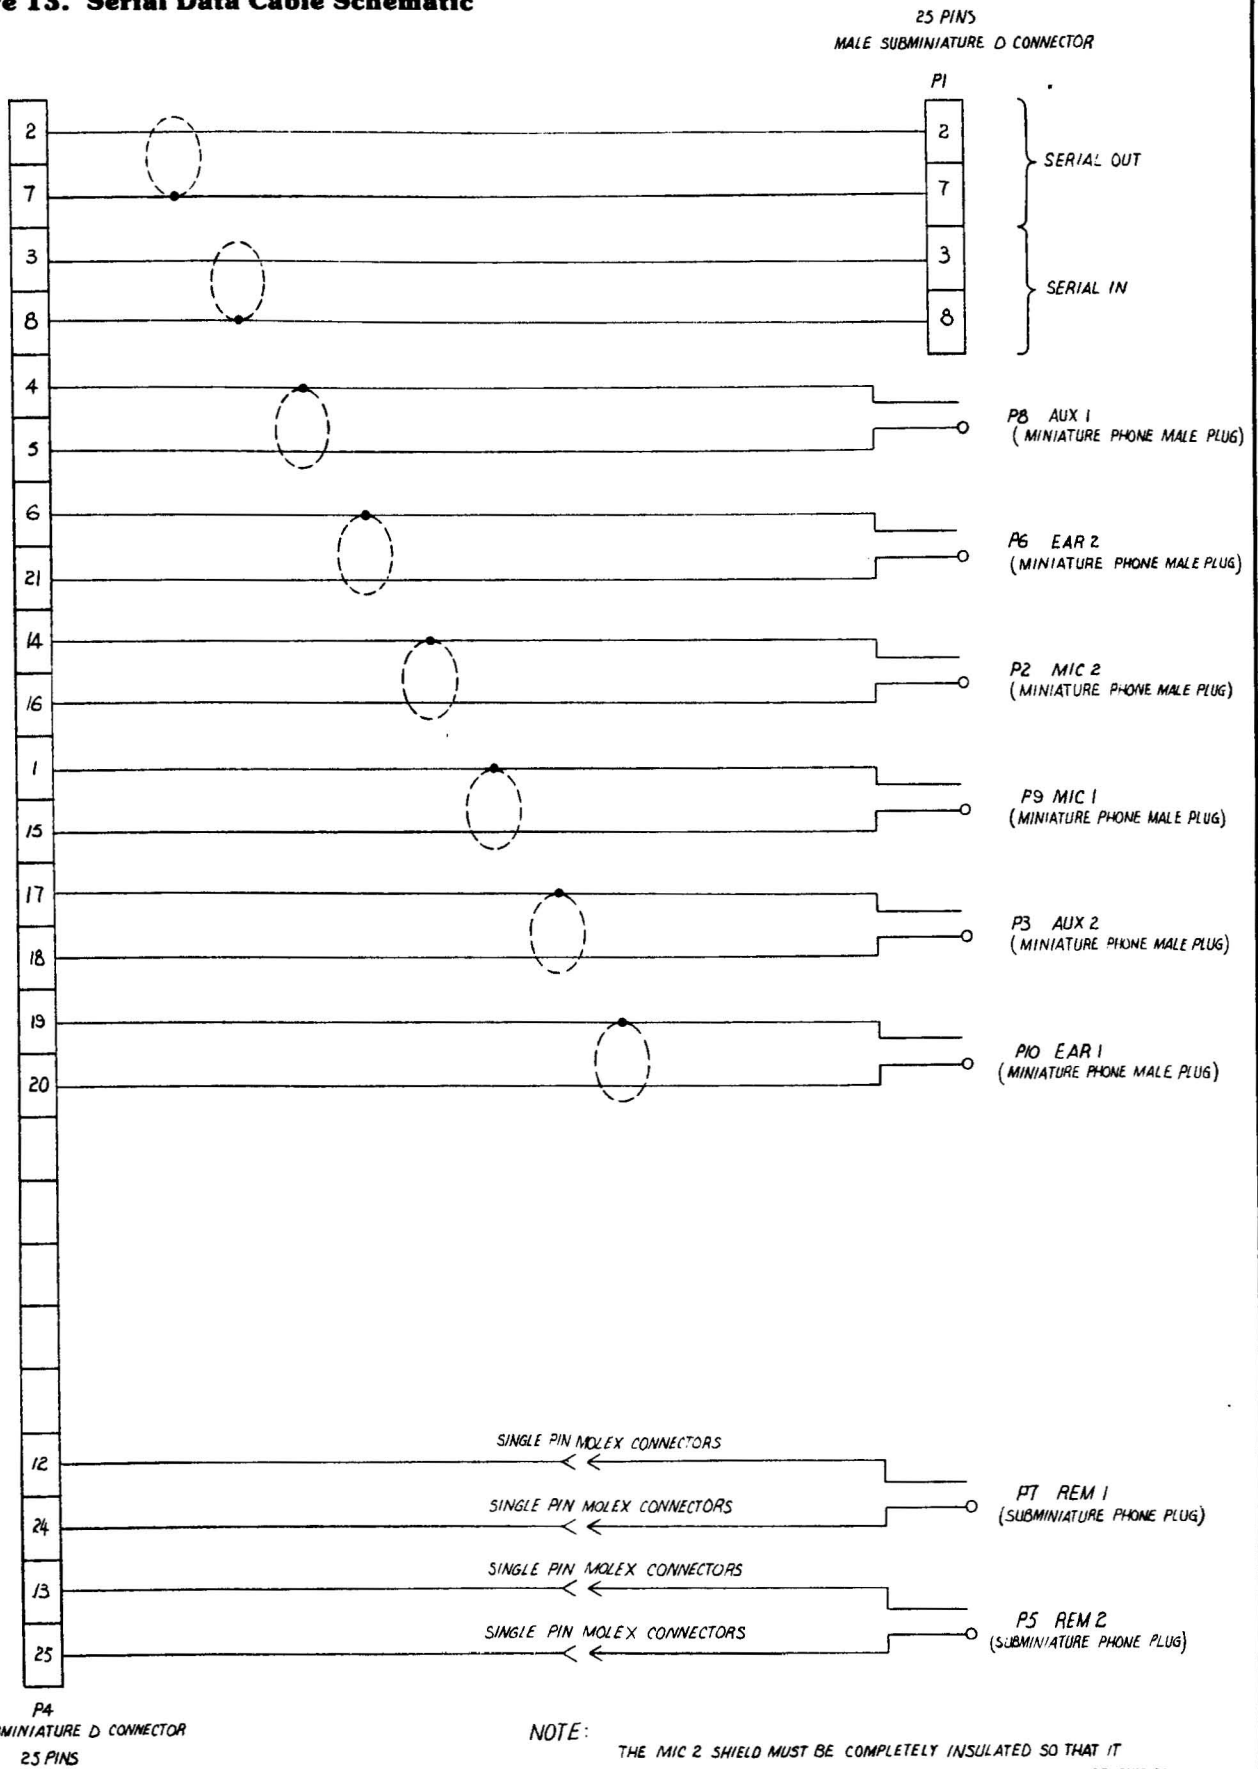 e 13. Serial Data Cable Schematic
25 PINS
MALE SUBMINIATURE D CONNECTOR
P1
2
2
SERIAL OUT
7
7
3
3
SERIAL IN
8
8
4
P8 AUX 1
(MINIATURE PHONE MALE PLUG)
5
6
P6 EAR 2
(MINIATURE PHONE MALE PLUG)
21
14
P2 MIC 2
(MINIATURE PHONE MALE PLUG)
16
1
P9 MIC 1
(MINIATURE PHONE MALE PLUG)
15
17
P3 AUX 2
(MINIATURE PHONE MALE PLUG)
18
19
P10 EAR 1
(MINIATURE PHONE MALE PLUG)
20
SINGLE PIN MOLEX CONNECTORS
12
P7 REM 1
(SUBMINIATURE PHONE PLUG)
SINGLE PIN MOLEX CONNECTORS
24
SINGLE PIN MOLEX CONNECTORS
13
P5 REM 2
(SUBMINIATURE PHONE PLUG)
SINGLE PIN MOLEX CONNECTORS
25
P4
MINIATURE D CONNECTOR
25 PINS
NOTE:
THE MIC 2 SHIELD MUST BE COMPLETELY INSULATED SO THAT IT